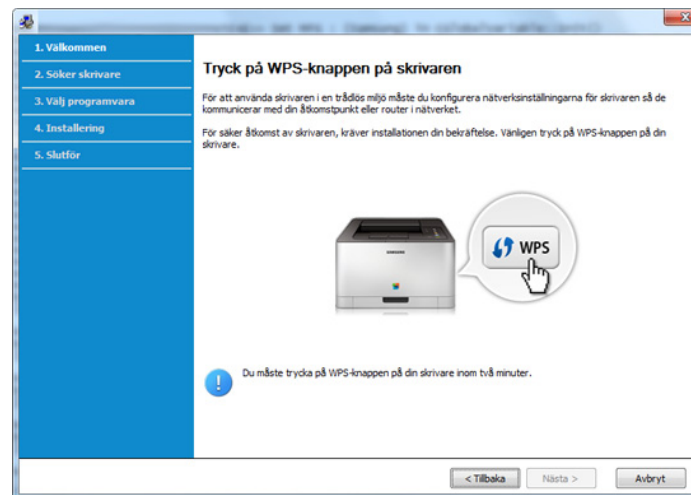 1. Välkommen
2. Söker skrivare
3. Välj programvara
4. Installering
5. Slutför
Tryck på WPS-knappen på skrivaren
För att använda skrivaren i en trådlös miljö måste du konfigurera nätverksinställningarna för skrivaren så de
kommunicerar med din åtkomstpunkt eller router i nätverket.
För säker åtkomst av skrivaren, kräver installationen din bekräftelse. Vänligen tryck på WPS-knappen på din
skrivare.
SAMSUNG
WPS
Du måste trycka på WPS-knappen på din skrivare inom två minuter.
< Tillbaka
Nästa >
Avbryt